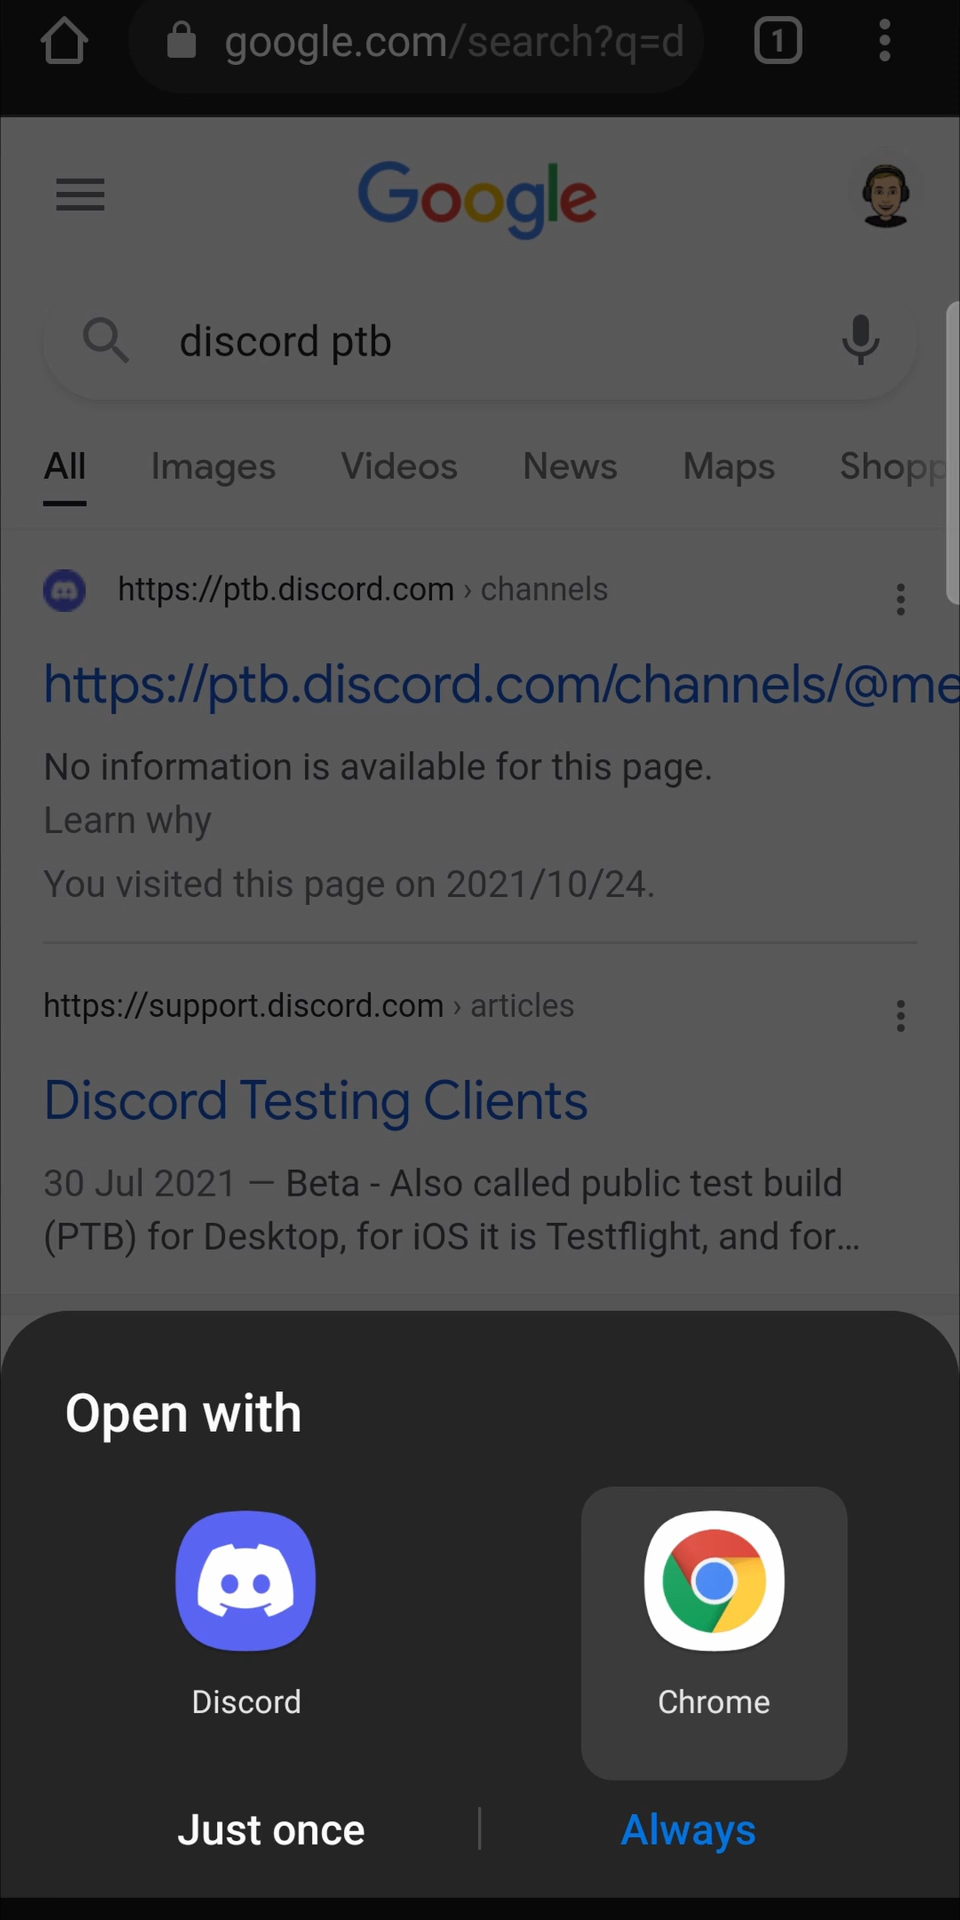 google.com/search?q=d
1
Google
discord ptb
All Images Videos News Maps Shopp
https://ptb.discord.com › channels
https://ptb.discord.com/channels/@me
No information is available for this page.
Learn why
You visited this page on 2021/10/24.
https://support.discord.com › articles
Discord Testing Clients
30 Jul 2021 — Beta - Also called public test build
(PTB) for Desktop, for iOS it is Testflight, and for...
Open with
Discord Chrome
Just once Always